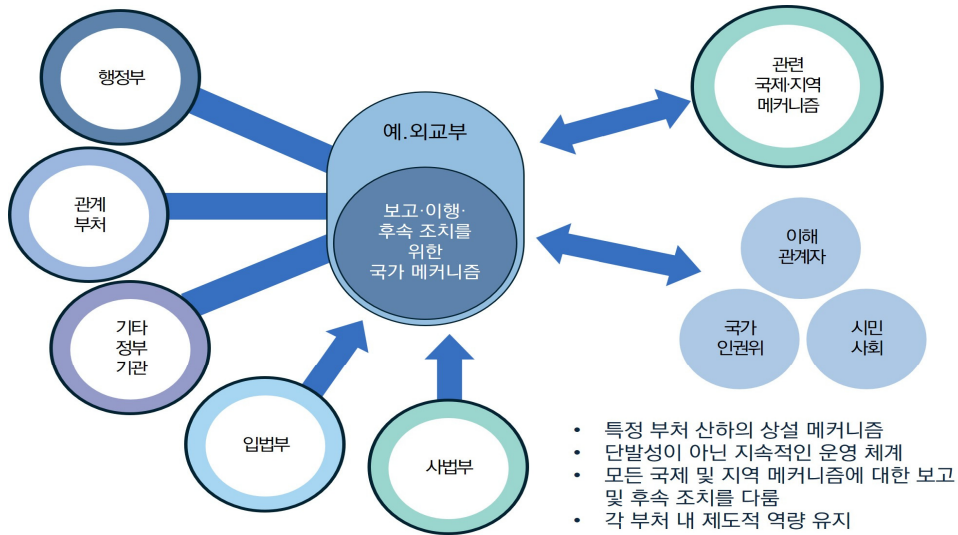 행정부
관계
부처
기타
정부
기관
입법부
사법부
예.외교부
보고·이행·
후속 조치를
위한
국가 메커니즘
관련
국제·지역
메커니즘
이해
관계자
국가
인권위
시민
사회
• 특정 부처 산하의 상설 메커니즘
• 단발성이 아닌 지속적인 운영 체계
• 모든 국제 및 지역 메커니즘에 대한 보고
및 후속 조치를 다룸
• 각 부처 내 제도적 역량 유지